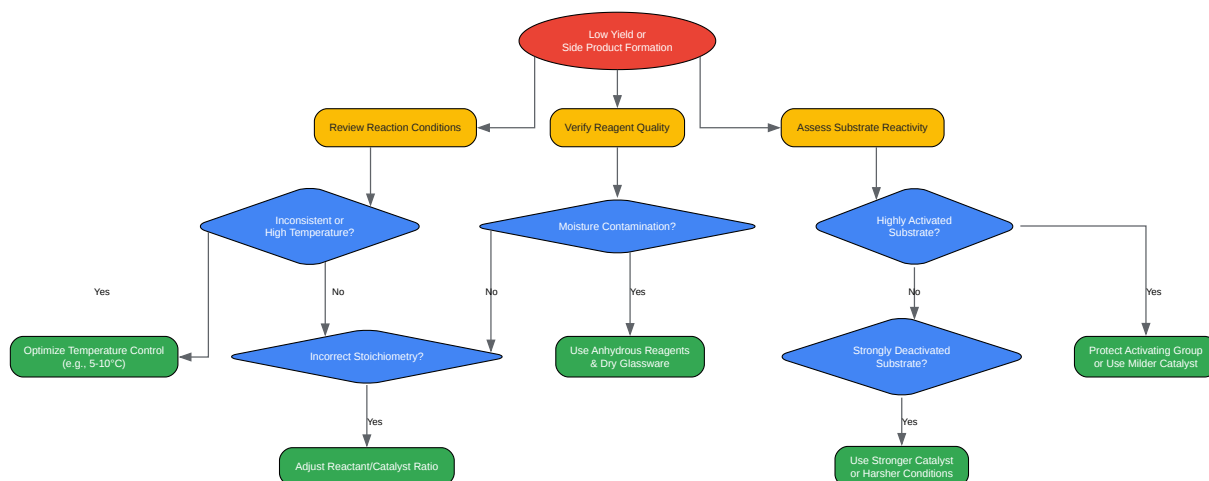 Low Yield or
Side Product Formation
Review Reaction Conditions
Verify Reagent Quality
Assess Substrate Reactivity
Inconsistent or
High Temperature?
Moisture Contamination?
Highly Activated
Substrate?
Yes
No
No
Yes
No
Yes
Optimize Temperature Control
(e.g., 5-10°C)
Incorrect Stoichiometry?
Use Anhydrous Reagents
& Dry Glassware
Strongly Deactivated
Substrate?
Protect Activating Group
or Use Milder Catalyst
Yes
Yes
Adjust Reactant/Catalyst Ratio
Use Stronger Catalyst
or Harsher Conditions